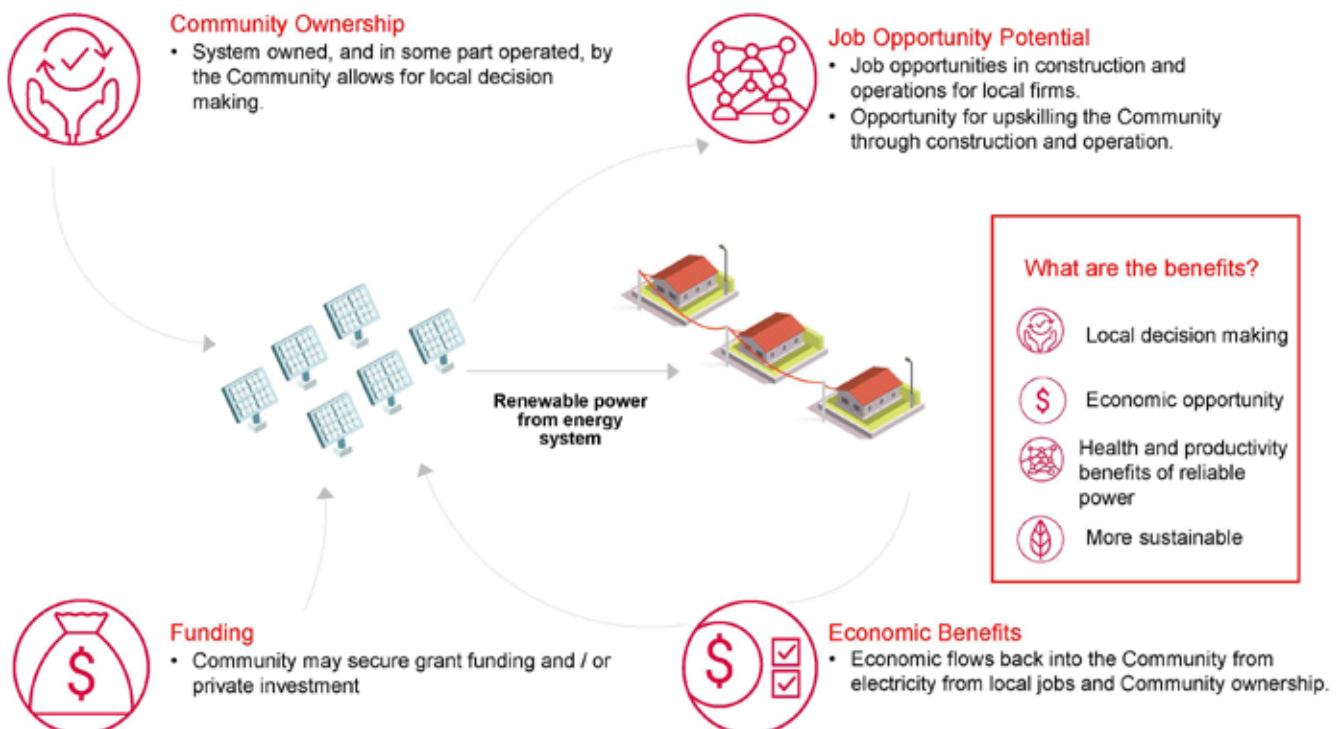 Community Ownership
• System owned, and in some part operated, by
the Community allows for local decision
making.
Job Opportunity Potential
• Job opportunities in construction and
operations for local firms.
• Opportunity for upskilling the Community
through construction and operation.
Renewable power
from energy
system
What are the benefits?
Local decision making
$
Economic opportunity
Health and productivity
benefits of reliable
power
More sustainable
$
Funding
• Community may secure grant funding and / or
private investment
$
Economic Benefits
• Economic flows back into the Community from
electricity from local jobs and Community ownership.